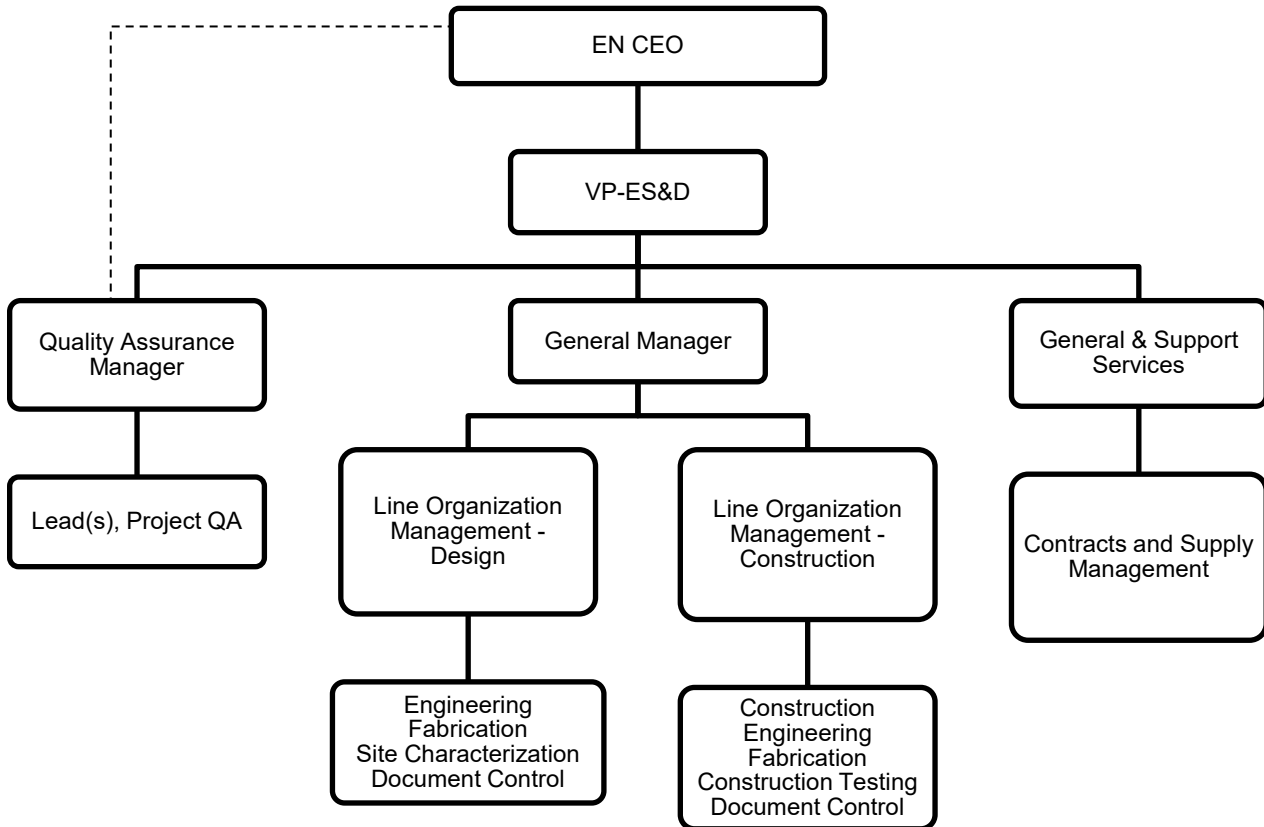 EN CEO
VP-ES&D
Quality Assurance
Manager
General Manager
General & Support
Services
Lead(s), Project QA
Line Organization
Management -
Design
Line Organization
Management -
Construction
Contracts and Supply
Management
Engineering
Fabrication
Site Characterization
Document Control
Construction
Engineering
Fabrication
Construction Testing
Document Control